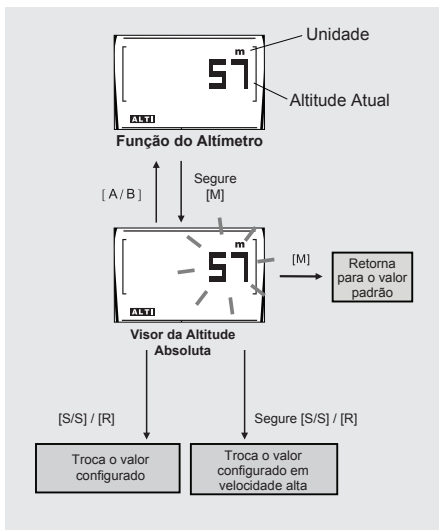 Unidade
m
57
Altitude Atual
ALTI
Função do Altímetro
[ A / B ]
Segure
[M]
m
57
[M]
Retorna
para o valor
padrão
ALTI
Visor da Altitude
Absoluta
[S/S] / [R]
Segure [S/S] / [R]
Troca o valor
configurado
Troca o valor
configurado em
velocidade alta